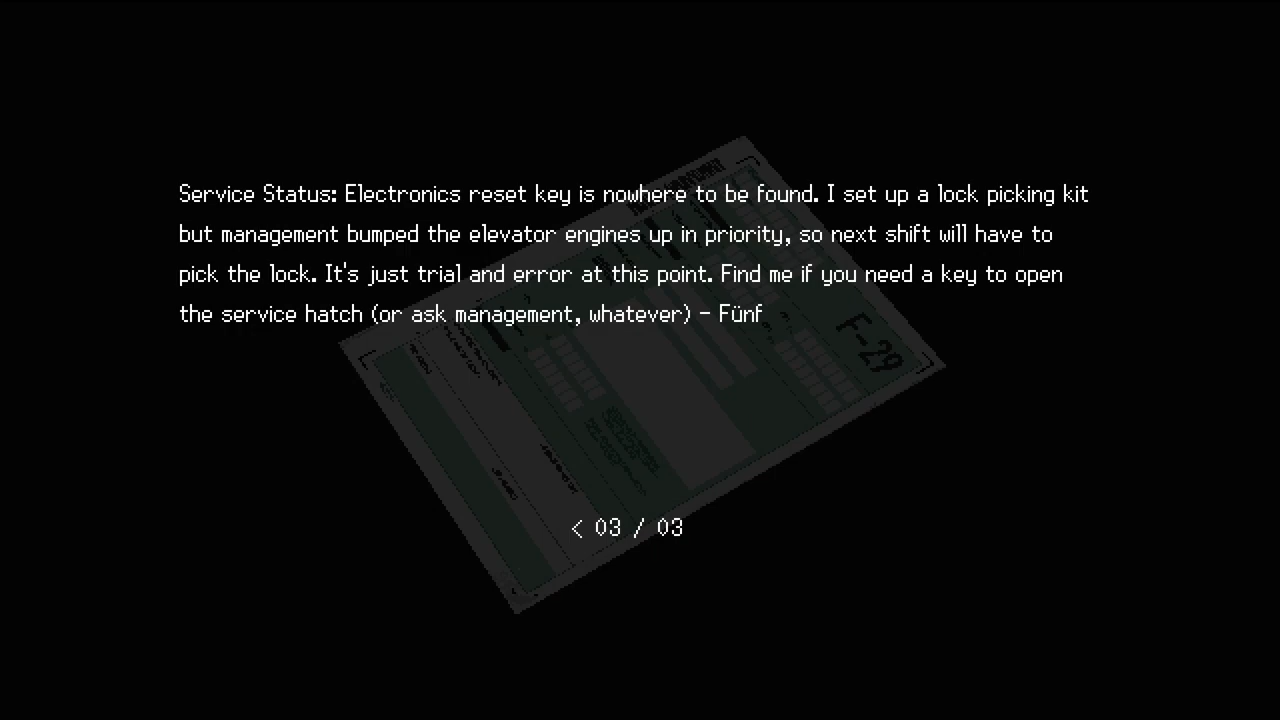 Service Status: Electronics reset key is nowhere to be found. I set up a lock picking kit
but management bumped the elevator engines up in priority, so next shift will have to
pick the lock. It's just trial and error at this point. Find me if you need a key to open
the service hatch (or ask management, whatever) - Fünf
F-29
< 03 / 03